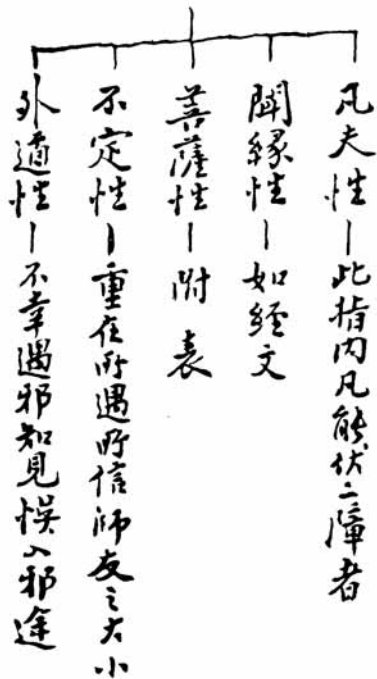 凡夫性—此指內凡能伏二障者
聞緣性—如經文
菩薩性—附表
不定性—重在所遇所信師友之大小
外道性—不幸遇邪知見悞入邪途